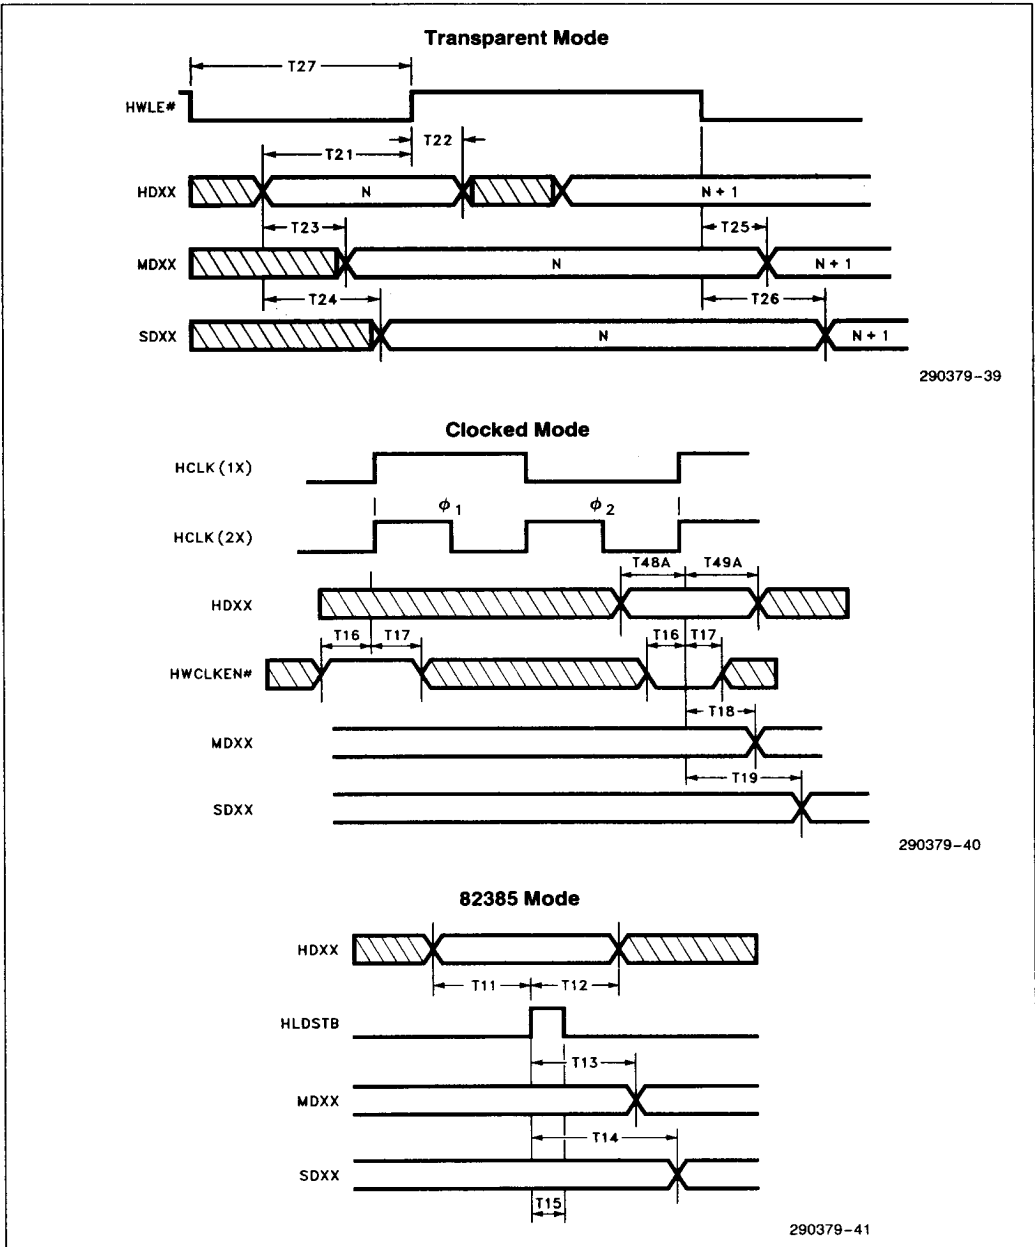 Transparent Mode
T27
HWLE#
T22
T21
HDXX N N + 1
T23 T25
MDXX N N + 1
T24 T26
SDXX N N + 1
290379-39
Clocked Mode
HCLK (1X)
ϕ 1 ϕ 2
HCLK (2X)
T48A T49A
HDXX
T16 T17 T16 T17
HWCLKEN#
T18
MDXX
T19
SDXX
290379-40
82385 Mode
HDXX
T11 T12
HLDSTB
T13
MDXX
T14
SDXX
T15
290379-41